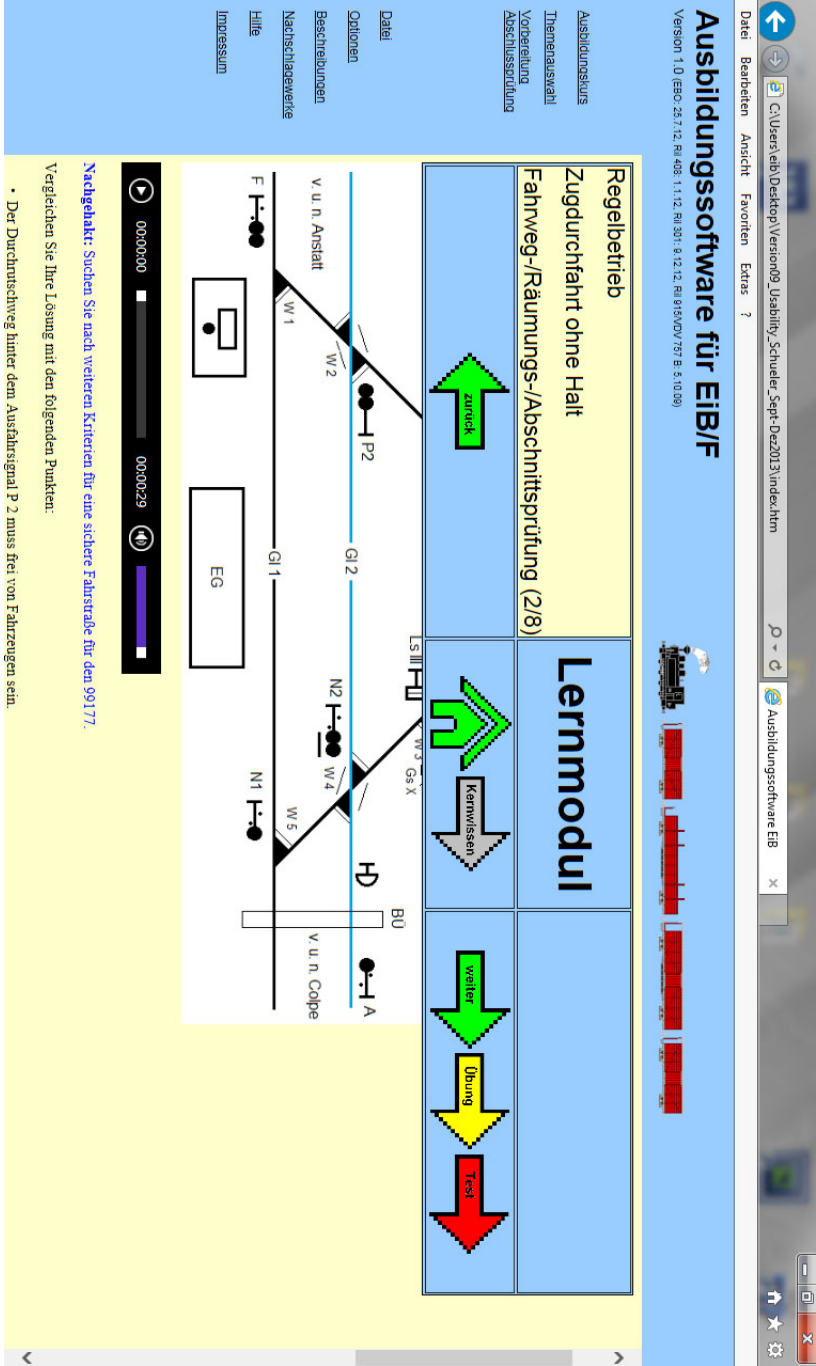 C:\Users\eib\Desktop\Version09_Usability_Schueler_Sept-Dez2013\index.htm
Ausbildungssoftware EiB
Datei Bearbeiten Ansicht Favoriten Extras ?
Ausbildungssoftware für EiB/F
Version 1.0 (EBO: 25.7.12, Ril 408: 1.1.12, Ril 301: 9.12.12, Ril 915/VDV 757 B: 5.10.09)
Ausbildungskurs
Themenauswahl
Vorbereitung
Abschlussprüfung
Datei
Optionen
Beschreibungen
Nachschlagewerke
Hilfe
Impressum
Regelbetrieb
Zugdurchfahrt ohne Halt
Fahrweg-/Räumungs-/Abschnittsprüfung (2/8)
Lernmodul
zurück
Kernwissen
weiter
Übung
Test
Ls III
W 3
Gs X
BÜ
P2
N2
A
W 2
Gl 2
W 4
v. u. n. Anstatt
v. u. n. Colpe
W 1
W 5
Gl 1
F
N1
EG
00:00:00
00:00:29
Nachgehakt: Suchen Sie nach weiteren Kriterien für eine sichere Fahrstraße für den 99177.
Vergleichen Sie Ihre Lösung mit den folgenden Punkten:
• Der Durchrutschweg hinter dem Ausfahrsignal P 2 muss frei von Fahrzeugen sein.